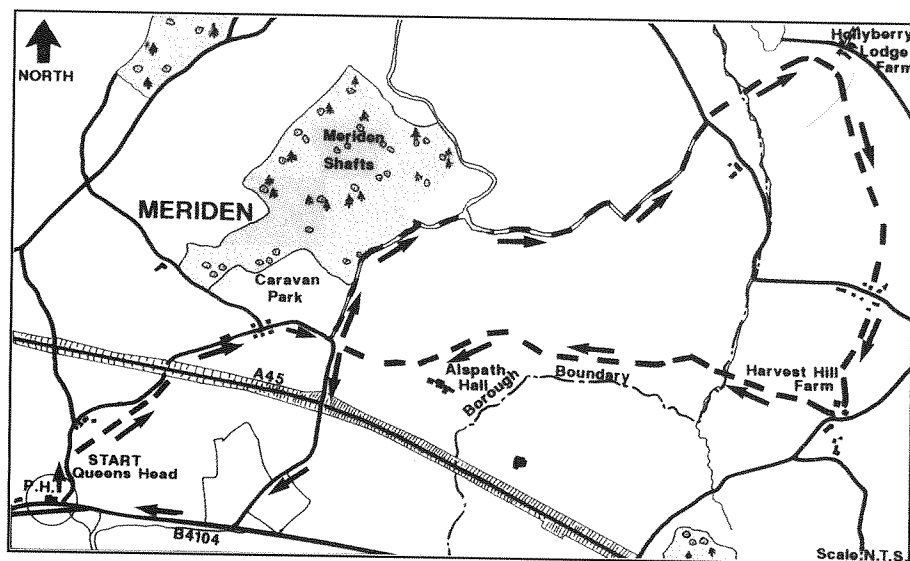 NORTH
Hollyberry
Lodge
Farm
Meriden
Shafts
MERIDEN
Caravan
Park
A45
Alspath
Hall
Borough
Boundary
Harvest Hill
Farm
START
Queens Head
P.H.
B4104
Scale:N.T.S.